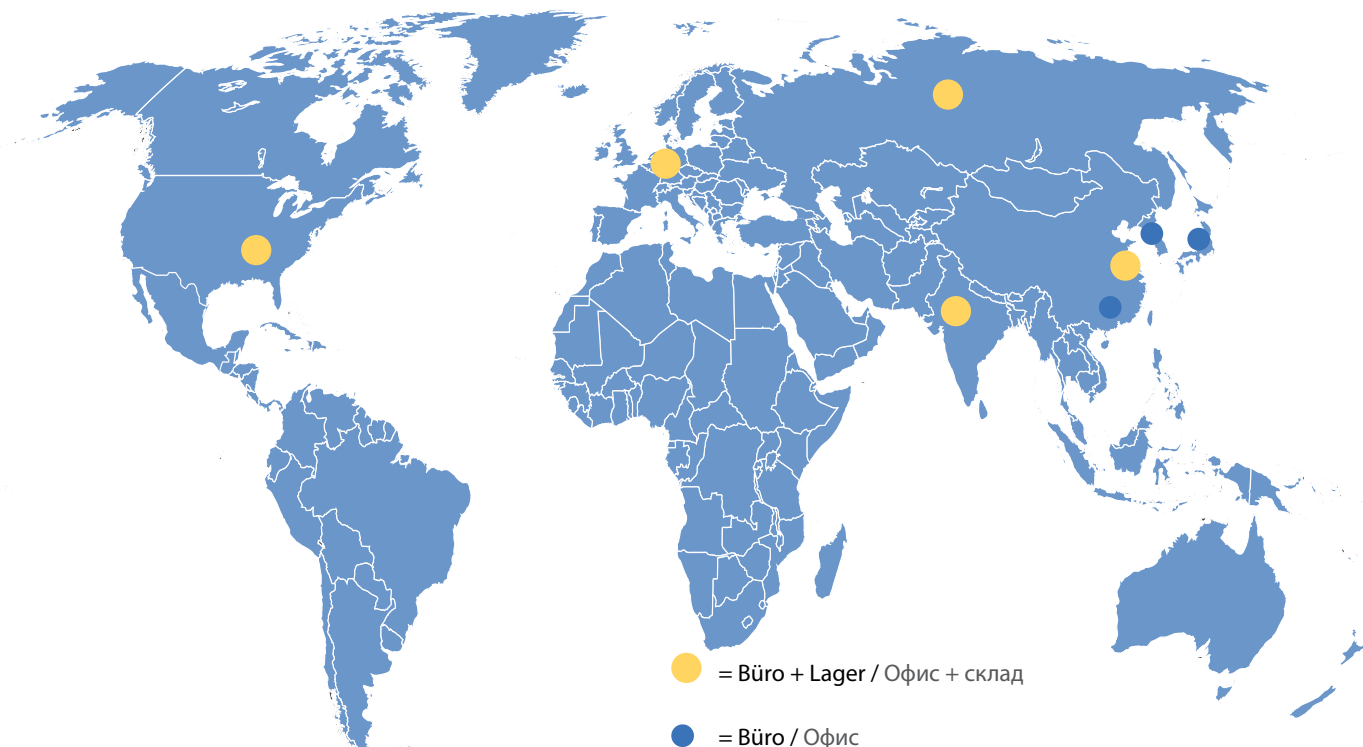 = Büro + Lager / Офис + склад
= Büro / Офис